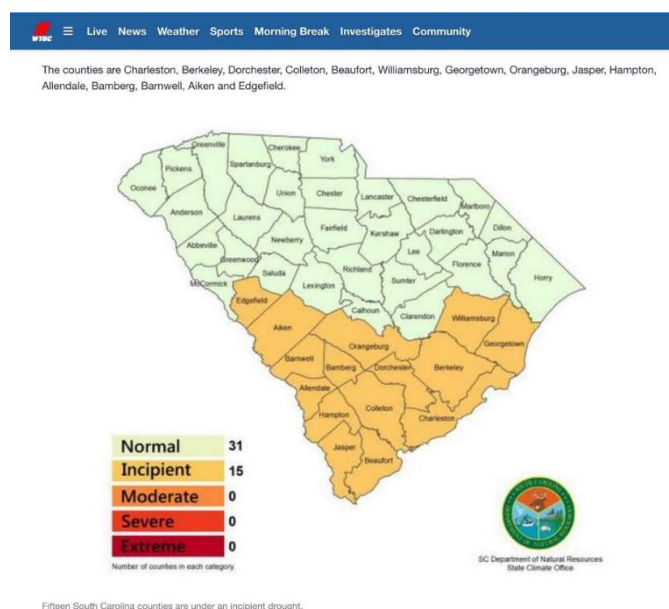 WTOC
Live News Weather Sports Morning Break Investigates Community
The counties are Charleston, Berkeley, Dorchester, Colleton, Beaufort, Williamsburg, Georgetown, Orangeburg, Jasper, Hampton,
Allendale, Bamberg, Barnwell, Aiken and Edgefield.
Greenville
Cherokee
York
Spartanburg
Pickens
Oconee
Union
Chester
Lancaster
Chesterfield
Marlboro
Anderson
Laurens
Fairfield
Kershaw
Darlington
Dillon
Abbeville
Newberry
Lee
Marion
Greenwood
Saluda
Richland
Sumter
Florence
Horry
McCormick
Lexington
Edgefield
Calhoun
Clarendon
Williamsburg
Aiken
Orangeburg
Georgetown
Barnwell
Bamberg
Dorchester
Berkeley
Allendale
Hampton
Colleton
Charleston
Jasper
Beaufort
Normal 31
Incipient 15
Moderate 0
Severe 0
Extreme 0
Number of counties in each category.
SC Department of Natural Resources
State Climate Office
Fifteen South Carolina counties are under an incipient drought.